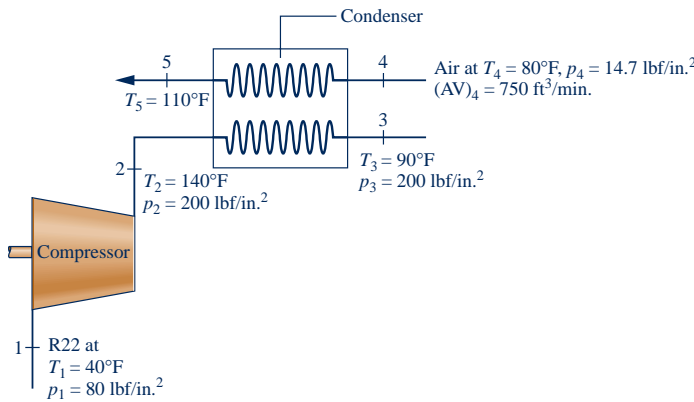 Condenser
5
4
Air at T₄ = 80°F, p₄ = 14.7 lbf/in.²
(AV)₄ = 750 ft³/min.
T₅ = 110°F
3
2
T₂ = 140°F
p₂ = 200 lbf/in.²
T₃ = 90°F
p₃ = 200 lbf/in.²
Compressor
1
R22 at
T₁ = 40°F
p₁ = 80 lbf/in.²